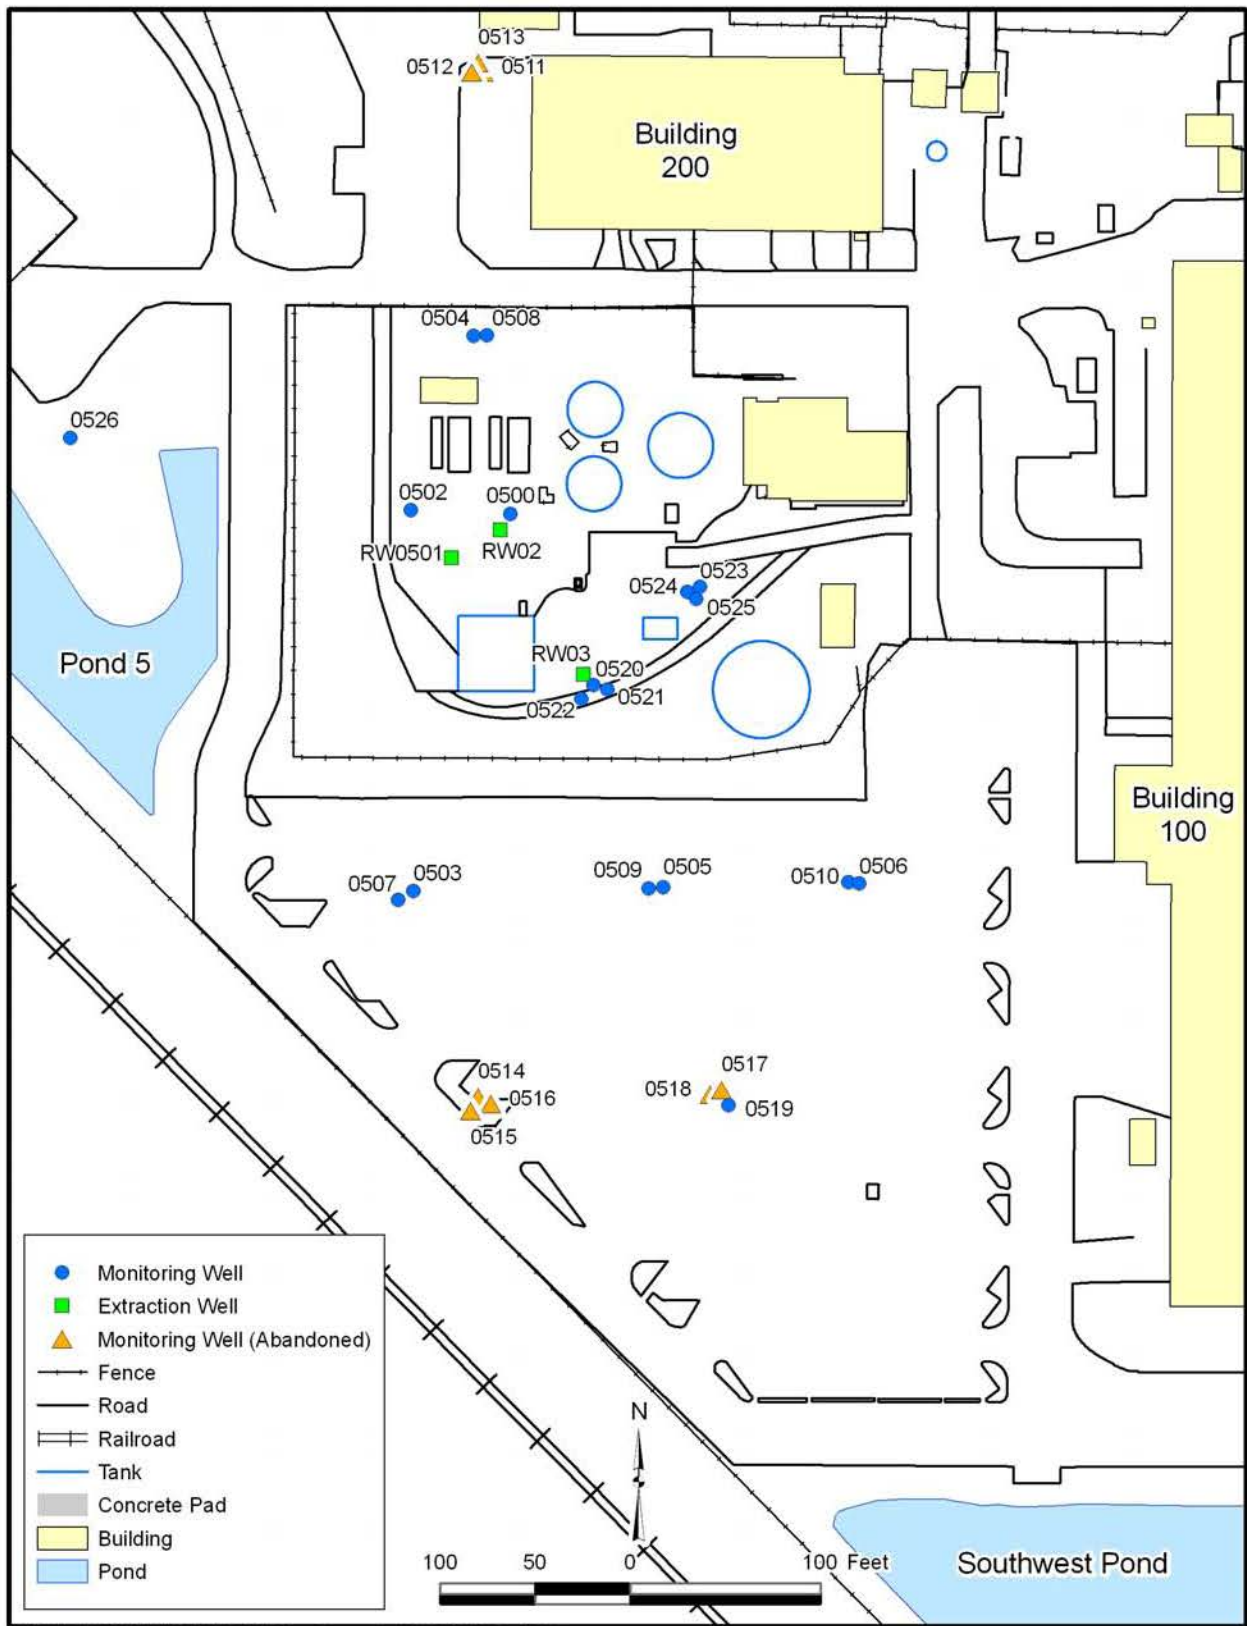 0513
0512
0511
Building
200
0504
0508
0526
0502
0500
RW0501
RW02
0523
0524
0525
Pond 5
RW03
0520
0521
0522
Building
100
0503
0507
0509
0505
0510
0506
0514
0516
0515
0517
0518
0519
Monitoring Well
Extraction Well
Monitoring Well (Abandoned)
Fence
Road
Railroad
Tank
Concrete Pad
Building
Pond
N
100 50 0 100 Feet
Southwest Pond